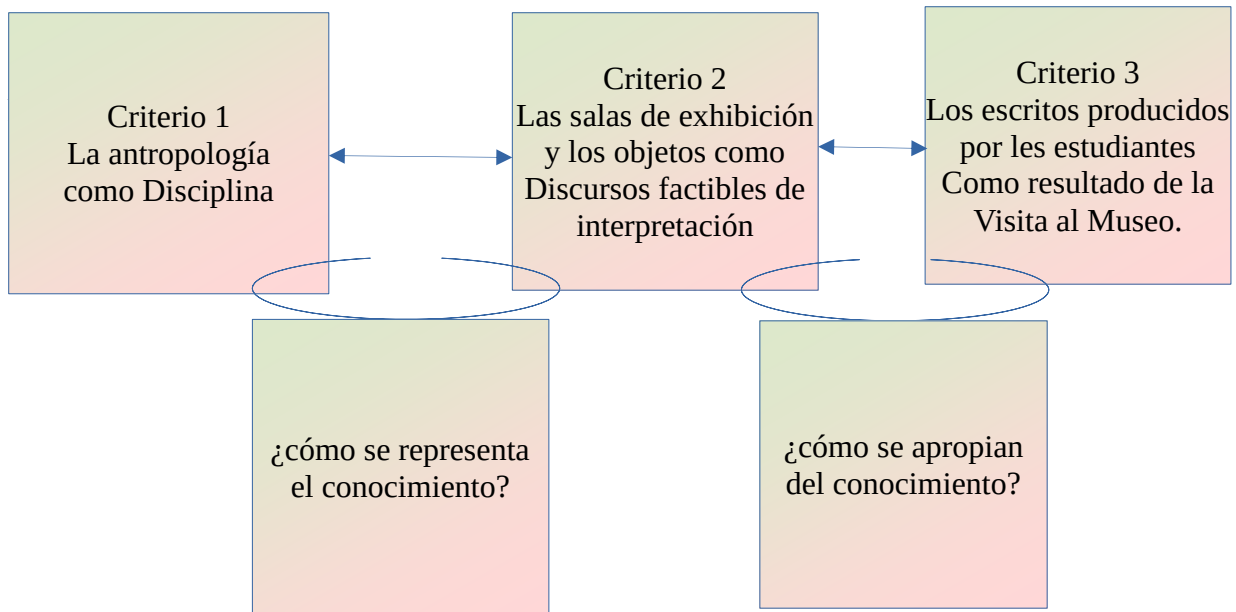 Criterio 1
La antropología
como Disciplina
Criterio 2
Las salas de exhibición
y los objetos como
Discursos factibles de
interpretación
Criterio 3
Los escritos producidos
por les estudiantes
Como resultado de la
Visita al Museo.
¿cómo se representa
el conocimiento?
¿cómo se apropian
del conocimiento?